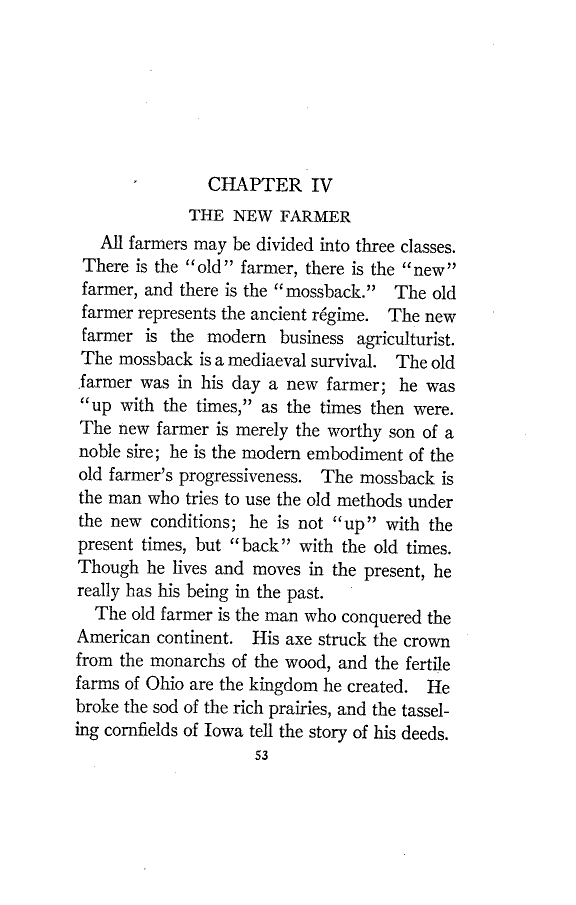 CHAPTER IV
THE NEW FARMER
All farmers may be divided into three classes.
There is the "old" farmer, there is the "new"
farmer, and there is the "mossback." The old
farmer represents the ancient régime. The new
farmer is the modern business agriculturist.
The mossback is a mediaeval survival. The old
farmer was in his day a new farmer; he was
"up with the times," as the times then were.
The new farmer is merely the worthy son of a
noble sire; he is the modern embodiment of the
old farmer's progressiveness. The mossback is
the man who tries to use the old methods under
the new conditions; he is not "up" with the
present times, but "back" with the old times.
Though he lives and moves in the present, he
really has his being in the past.
The old farmer is the man who conquered the
American continent. His axe struck the crown
from the monarchs of the wood, and the fertile
farms of Ohio are the kingdom he created. He
broke the sod of the rich prairies, and the tassel-
ing cornfields of Iowa tell the story of his deeds.
53